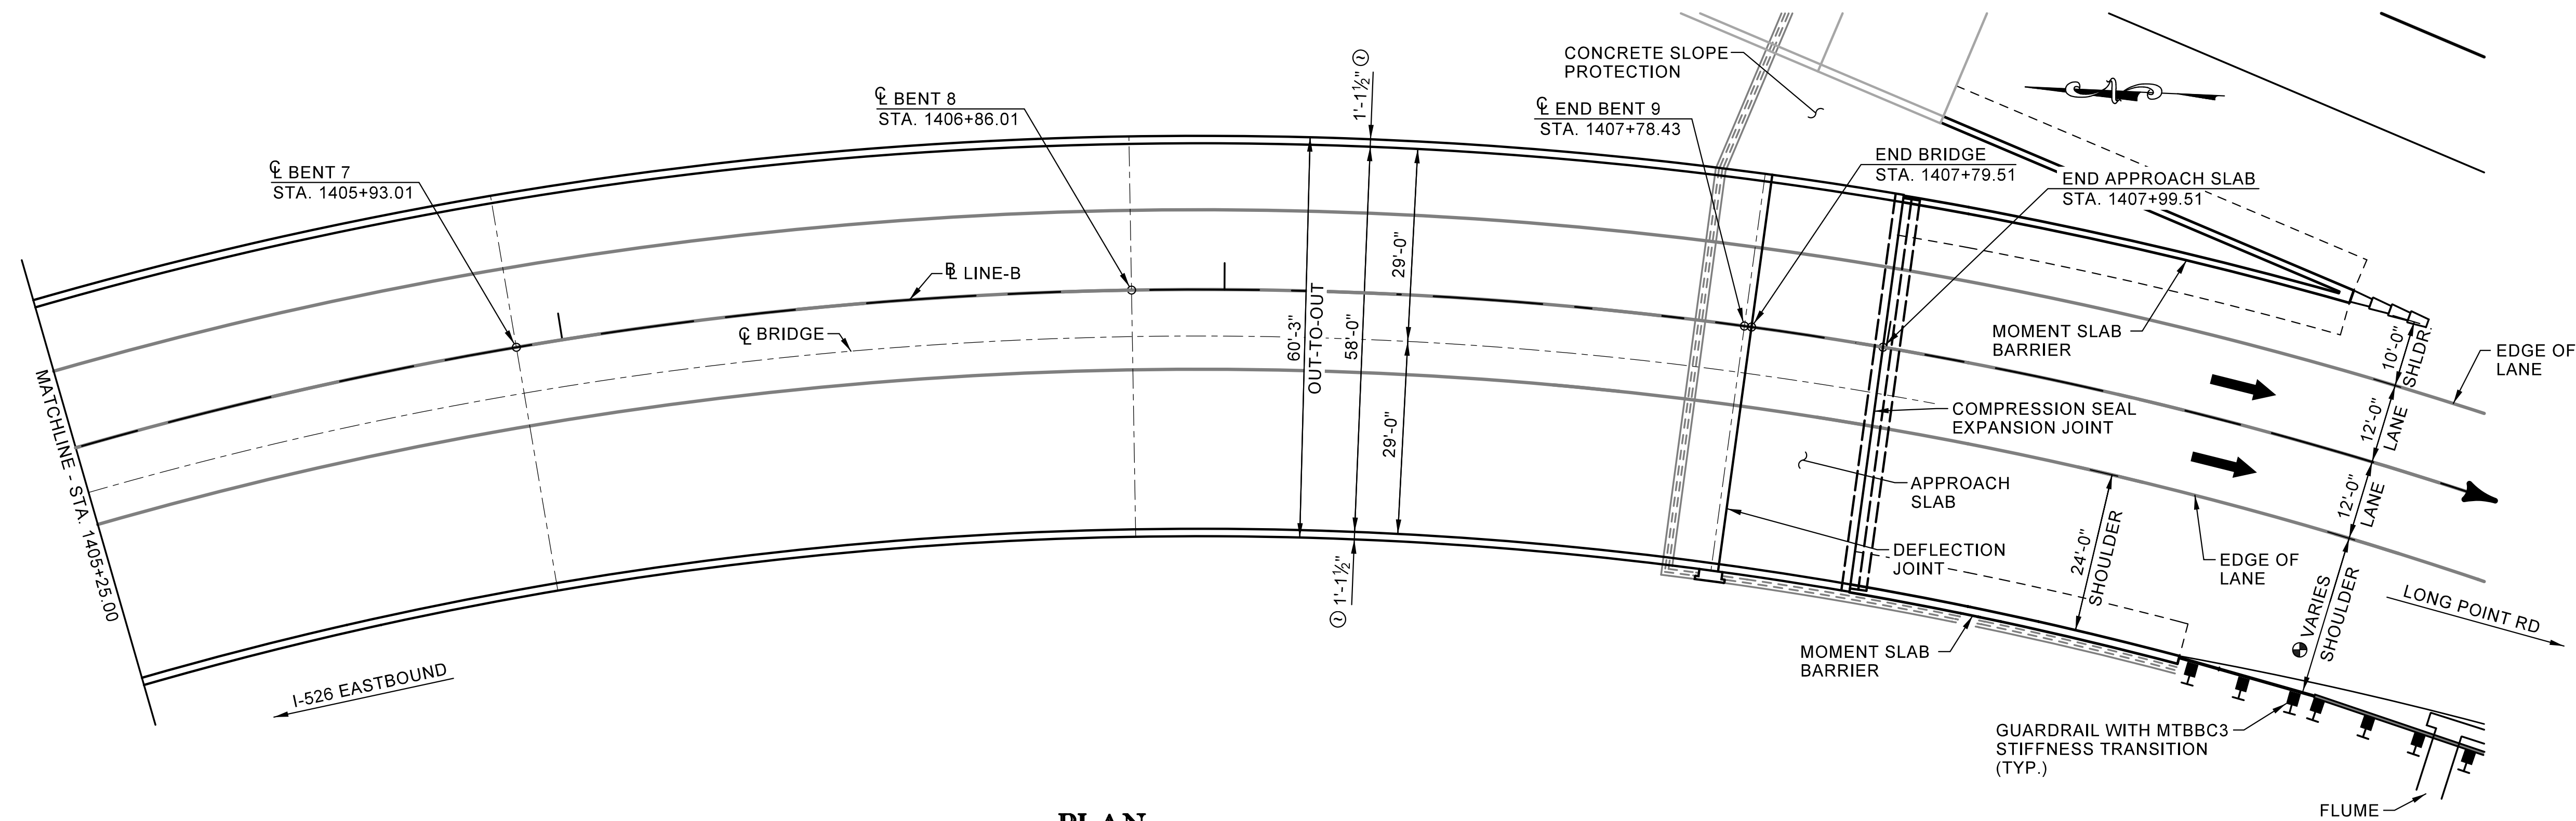 CONCRETE SLOPE
PROTECTION
1'-1½" ~
℄ BENT 8
STA. 1406+86.01
℄ END BENT 9
STA. 1407+78.43
END BRIDGE
STA. 1407+79.51
END APPROACH SLAB
STA. 1407+99.51
℄ BENT 7
STA. 1405+93.01
LINE-B
℄ BRIDGE
60'-3"
OUT-TO-OUT
58'-0"
29'-0"
29'-0"
1'-1½" ~
MATCHLINE - STA. 1405+25.00
I-526 EASTBOUND
MOMENT SLAB
BARRIER
10'-0"
SHLDR.
EDGE OF
LANE
12'-0"
LANE
12'-0"
LANE
COMPRESSION SEAL
EXPANSION JOINT
APPROACH
SLAB
DEFLECTION
JOINT
24'-0"
SHOULDER
EDGE OF
LANE
VARIES
SHOULDER
LONG POINT RD
MOMENT SLAB
BARRIER
GUARDRAIL WITH MTBBC3
STIFFNESS TRANSITION
(TYP.)
FLUME
PLAN